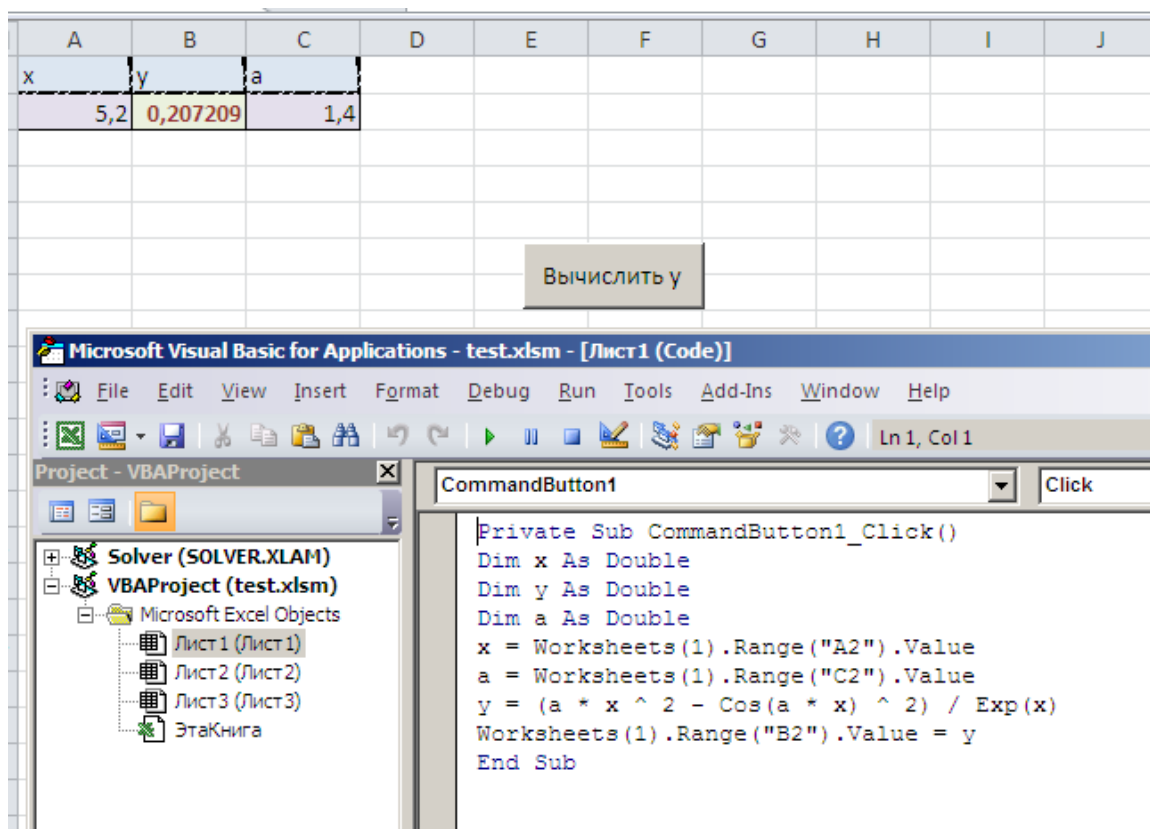 A B C D E F G H I J
x y a
5,2 0,207209 1,4
Вычислить y
Microsoft Visual Basic for Applications - test.xlsm - [Лист1 (Code)]
File Edit View Insert Format Debug Run Tools Add-Ins Window Help
Ln 1, Col 1
Project - VBAProject
CommandButton1 Click
Solver (SOLVER.XLAM)
VBAProject (test.xlsm)
Microsoft Excel Objects
Лист1 (Лист1)
Лист2 (Лист2)
Лист3 (Лист3)
ЭтаКнига
Private Sub CommandButton1_Click()
Dim x As Double
Dim y As Double
Dim a As Double
x = Worksheets(1).Range("A2").Value
a = Worksheets(1).Range("C2").Value
y = (a * x ^ 2 - Cos(a * x) ^ 2) / Exp(x)
Worksheets(1).Range("B2").Value = y
End Sub